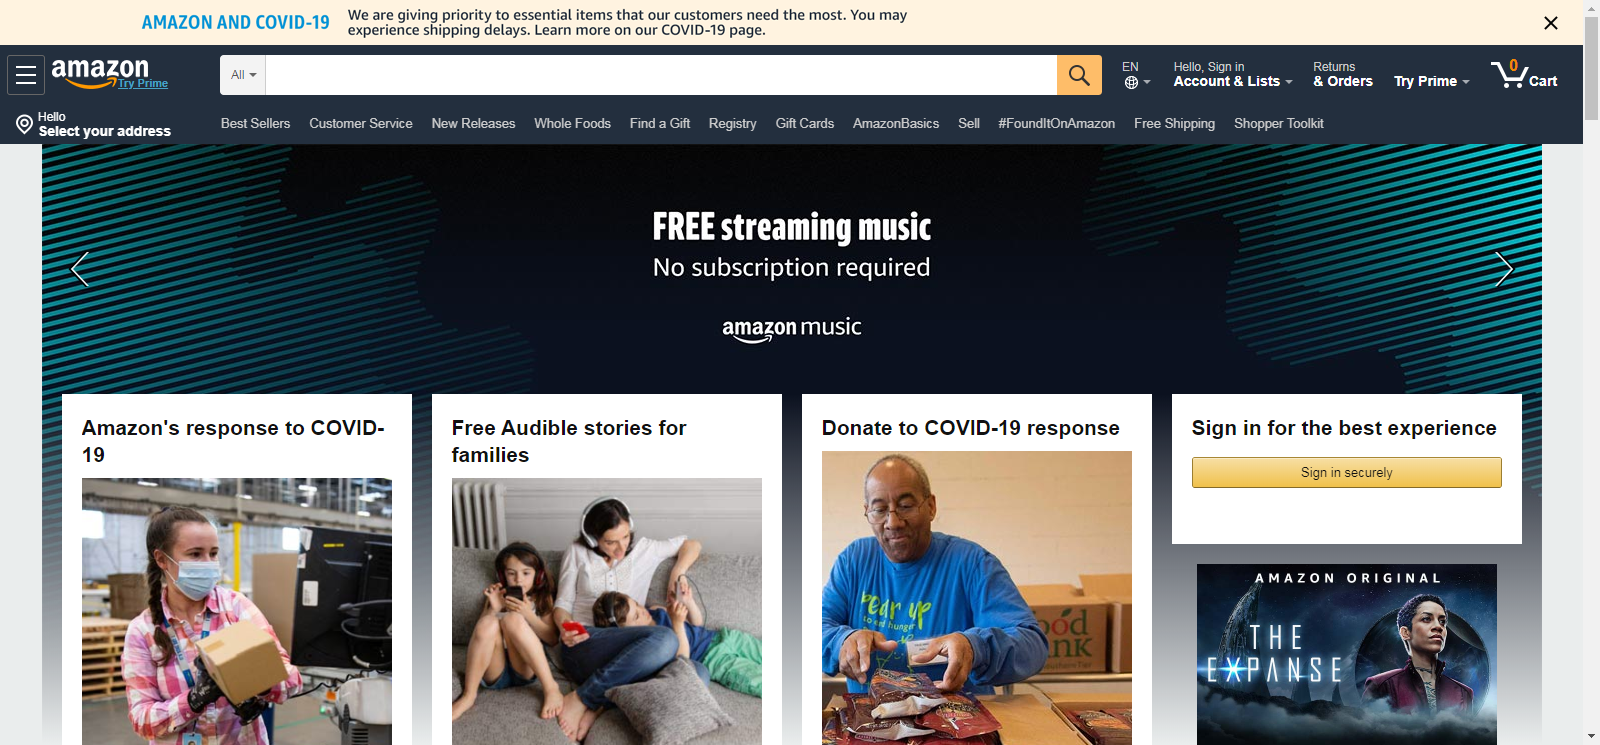 AMAZON AND COVID-19
We are giving priority to essential items that our customers need the most. You may
experience shipping delays. Learn more on our COVID-19 page.
amazon
Try Prime
All
EN
Hello, Sign in
Account & Lists
Returns
& Orders
Try Prime
0
Cart
Hello
Select your address
Best Sellers
Customer Service
New Releases
Whole Foods
Find a Gift
Registry
Gift Cards
AmazonBasics
Sell
#FoundItOnAmazon
Free Shipping
Shopper Toolkit
FREE streaming music
No subscription required
amazon music
Amazon's response to COVID-
19
Free Audible stories for
families
Donate to COVID-19 response
Sign in for the best experience
Sign in securely
AMAZON ORIGINAL
THE
EXPANSE
up
to end hunger